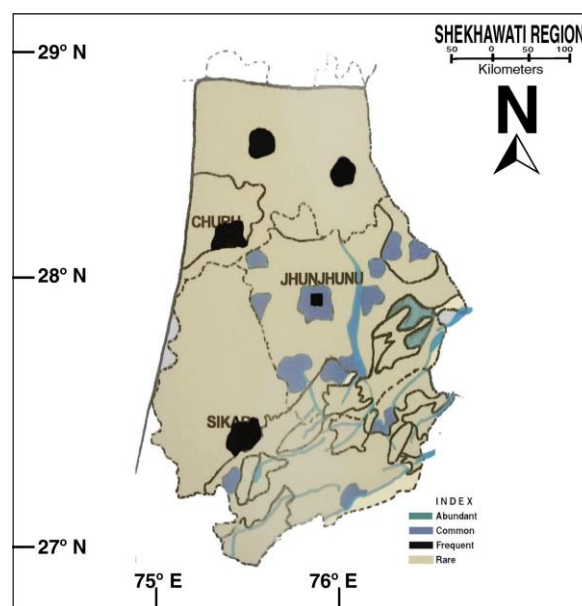 SHEKHAWATI REGION
50 0 50 100
Kilometers
N
29° N
CHURU
28° N
JHUNJHUNU
SIKAR
INDEX
Abundant
Common
Frequent
Rare
27° N
75° E 76° E